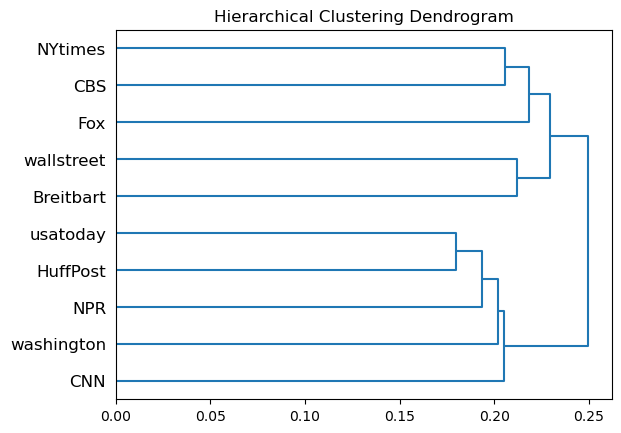 Hierarchical Clustering Dendrogram
NYtimes
CBS
Fox
wallstreet
Breitbart
usatoday
HuffPost
NPR
washington
CNN
0.00 0.05 0.10 0.15 0.20 0.25